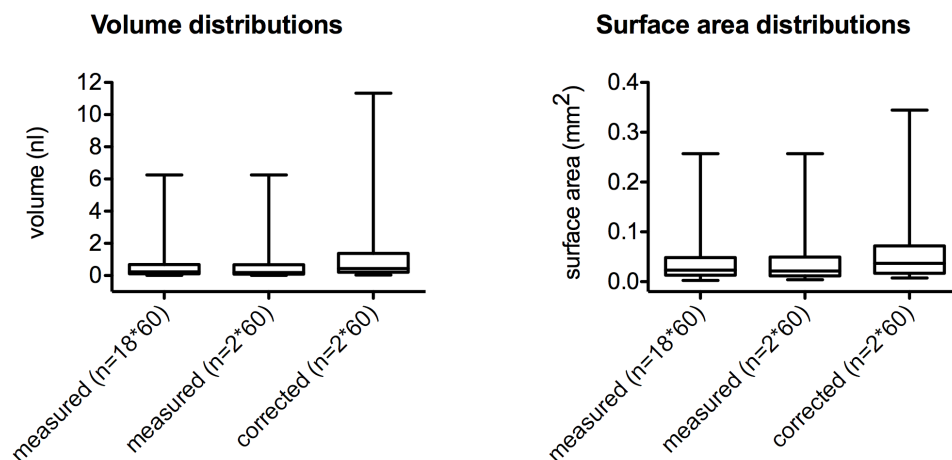 Volume distributions
volume (nl)
12
10
8
6
4
2
0
measured (n=18*60)
measured (n=2*60)
corrected (n=2*60)
Surface area distributions
surface area (mm²)
0.4
0.3
0.2
0.1
0.0
measured (n=18*60)
measured (n=2*60)
corrected (n=2*60)